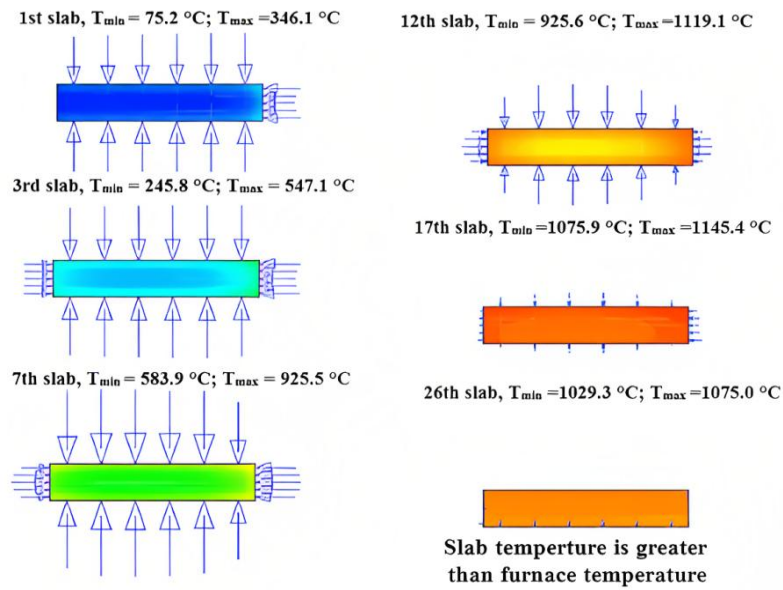 1st slab, Tmin = 75.2 °C; Tmax =346.1 °C
3rd slab, Tmin = 245.8 °C; Tmax = 547.1 °C
7th slab, Tmin = 583.9 °C; Tmax = 925.5 °C
12th slab, Tmin = 925.6 °C; Tmax =1119.1 °C
17th slab, Tmin =1075.9 °C; Tmax =1145.4 °C
26th slab, Tmin =1029.3 °C; Tmax =1075.0 °C
Slab temperture is greater
than furnace temperature